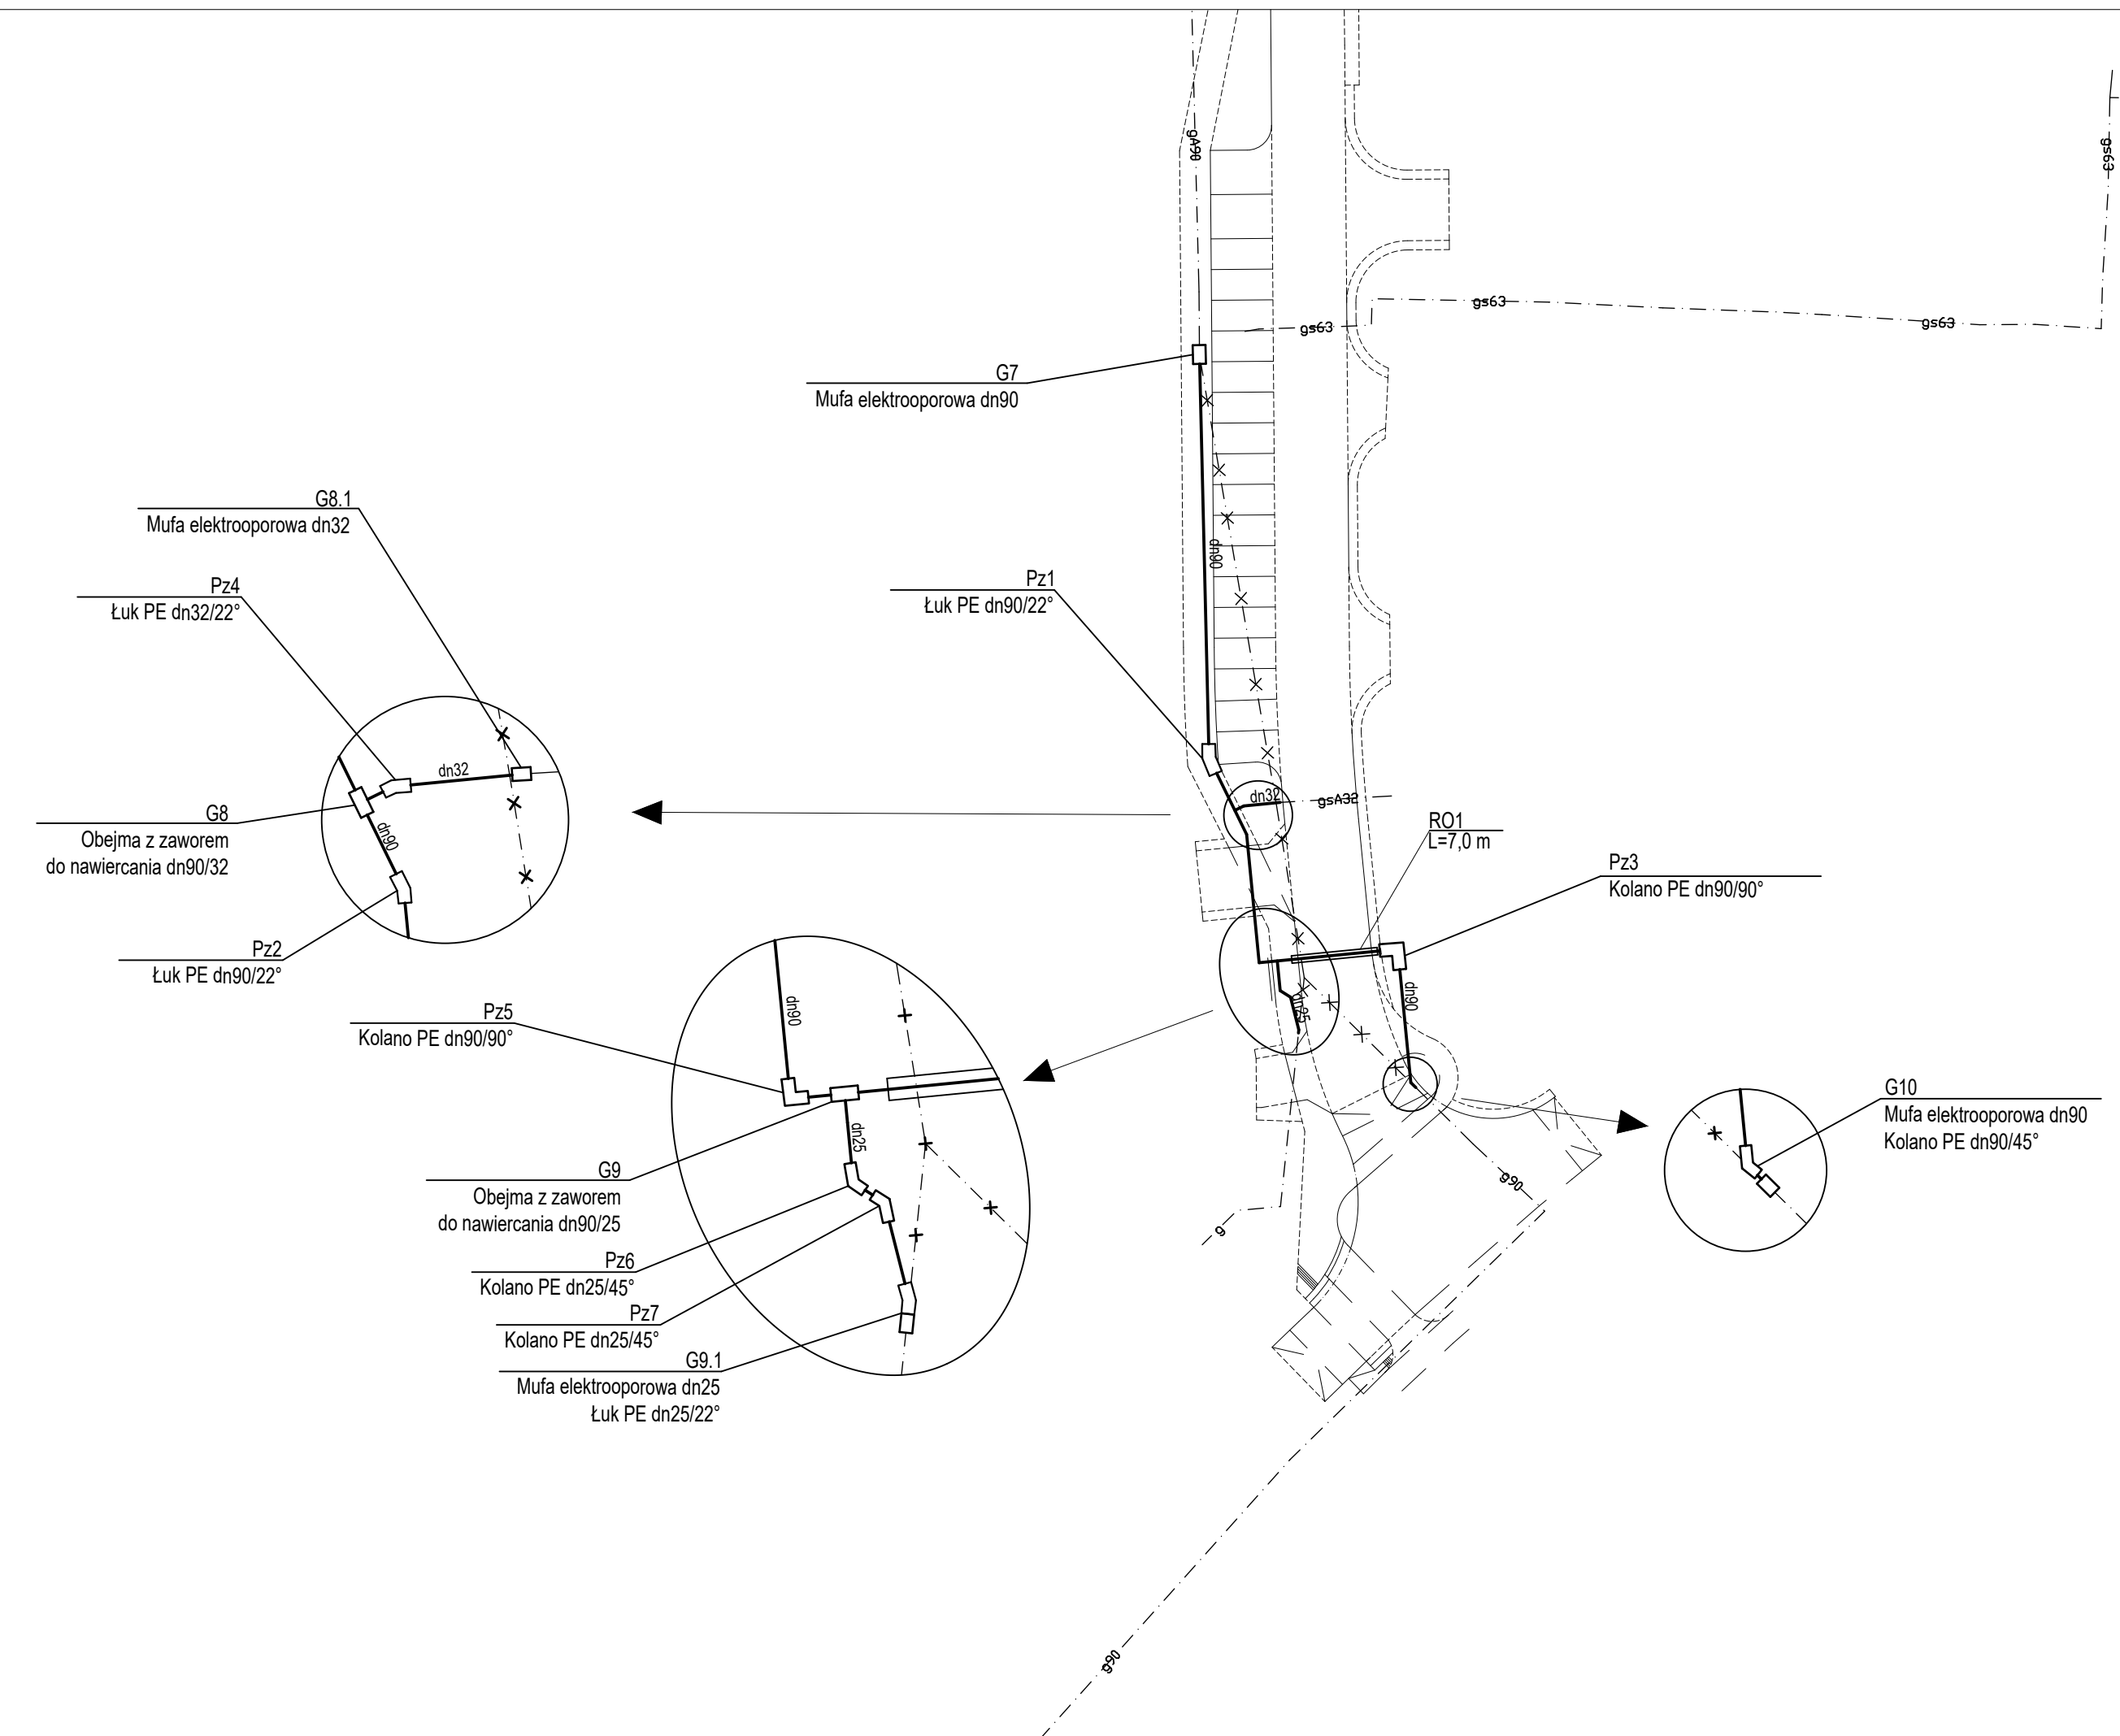 gA90
gs63
gs63
gs63
gs63
G7
Mufa elektrooporowa dn90
dn90
G8.1
Mufa elektrooporowa dn32
Pz4
Łuk PE dn32/22°
Pz1
Łuk PE dn90/22°
dn32
G8
Obejma z zaworem
do nawiercania dn90/32
dn90
Pz2
Łuk PE dn90/22°
dn32
gsA32
RO1
L=7,0 m
Pz3
Kolano PE dn90/90°
Pz5
Kolano PE dn90/90°
dn90
dn25
dn25
dn90
G9
Obejma z zaworem
do nawiercania dn90/25
Pz6
Kolano PE dn25/45°
Pz7
Kolano PE dn25/45°
G9.1
Mufa elektrooporowa dn25
Łuk PE dn25/22°
G10
Mufa elektrooporowa dn90
Kolano PE dn90/45°
g90
g
g90